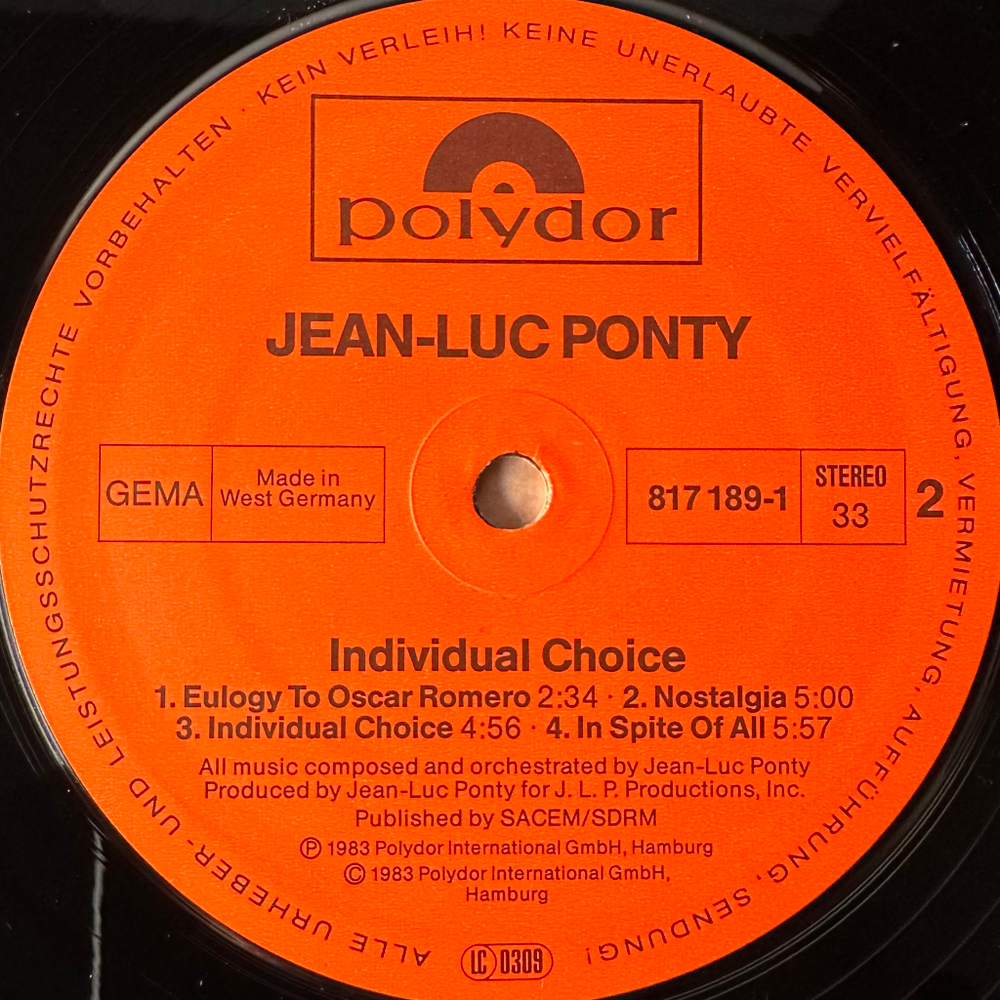 ALLE URHEBER- UND LEISTUNGSSCHUTZRECHTE VORBEHALTEN · KEIN VERLEIH! KEINE UNERLAUBTE VERVIELFÄLTIGUNG, VERMIETUNG, AUFFÜHRUNG, SENDUNG!
polydor
JEAN-LUC PONTY
GEMA
Made in
West Germany
817 189-1
STEREO
33
2
Individual Choice
1. Eulogy To Oscar Romero 2:34 · 2. Nostalgia 5:00
3. Individual Choice 4:56 · 4. In Spite Of All 5:57
All music composed and orchestrated by Jean-Luc Ponty
Produced by Jean-Luc Ponty for J. L. P. Productions, Inc.
Published by SACEM/SDRM
Ⓟ 1983 Polydor International GmbH, Hamburg
© 1983 Polydor International GmbH,
Hamburg
LC 0309